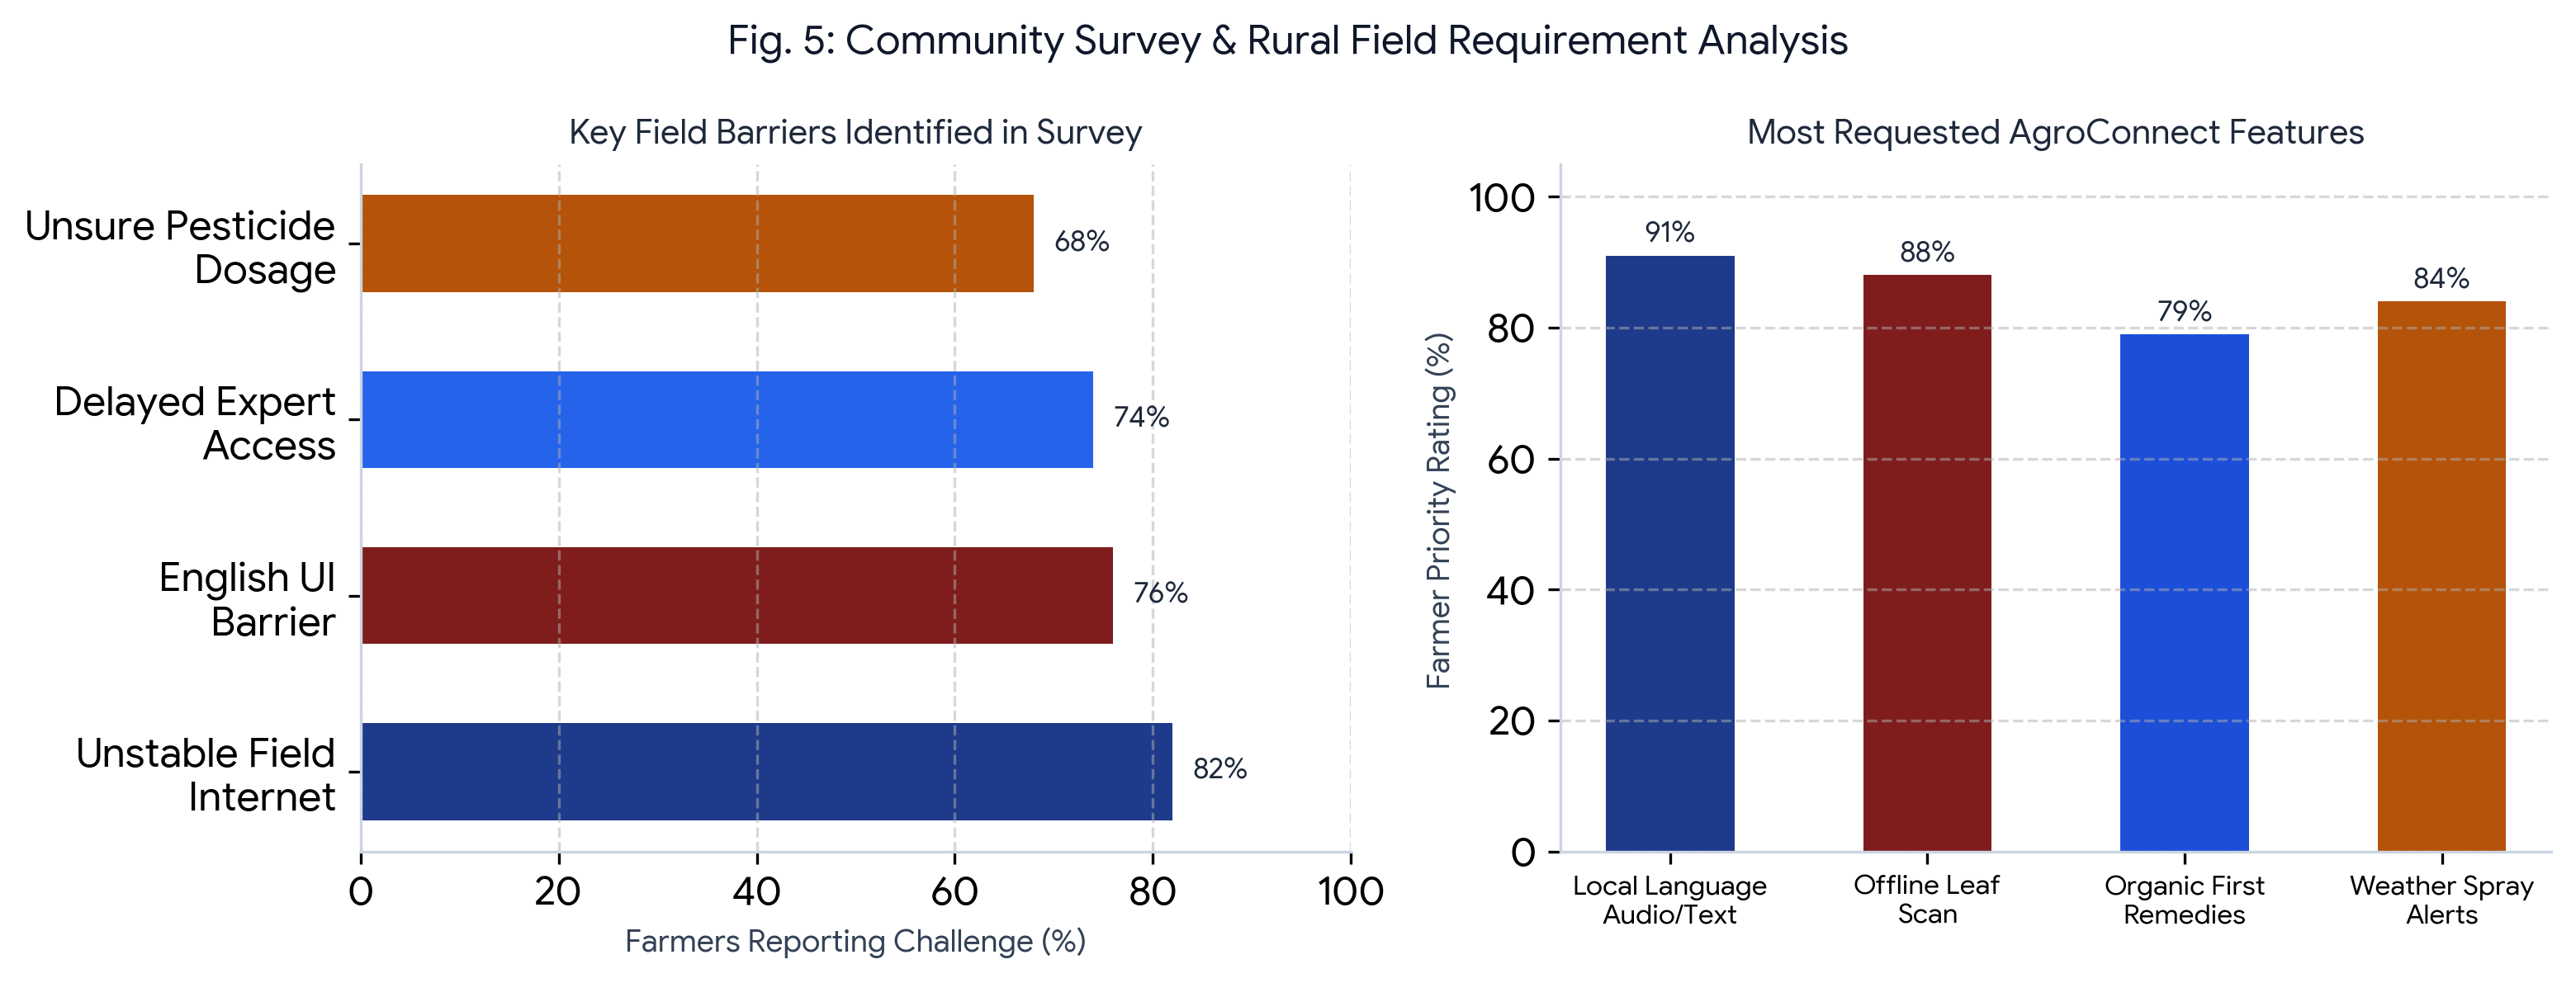 Fig. 5: Community Survey & Rural Field Requirement Analysis
Key Field Barriers Identified in Survey
Unsure Pesticide
Dosage
68%
Delayed Expert
Access
74%
English UI
Barrier
76%
Unstable Field
Internet
82%
0 20 40 60 80 100
Farmers Reporting Challenge (%)
Most Requested AgroConnect Features
Farmer Priority Rating (%)
100
80
60
40
20
0
91% 88% 79% 84%
Local Language
Audio/Text
Offline Leaf
Scan
Organic First
Remedies
Weather Spray
Alerts